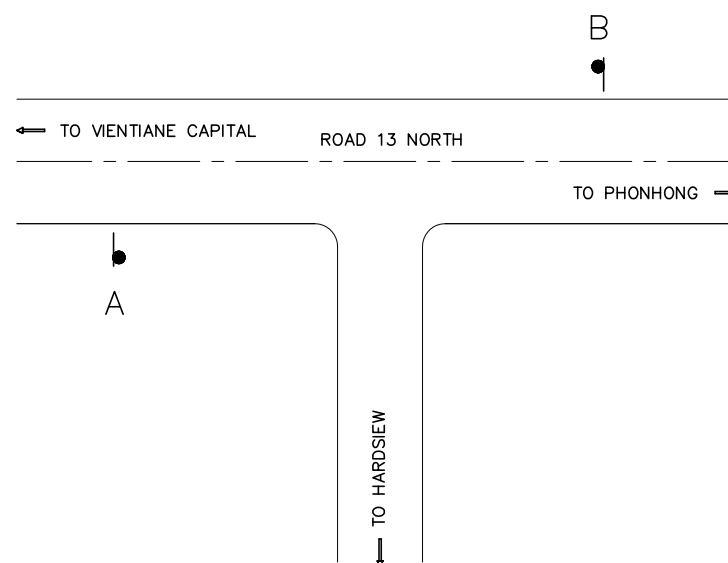 B
TO VIENTIANE CAPITAL
ROAD 13 NORTH
TO PHONHONG
A
TO HARDSIEW